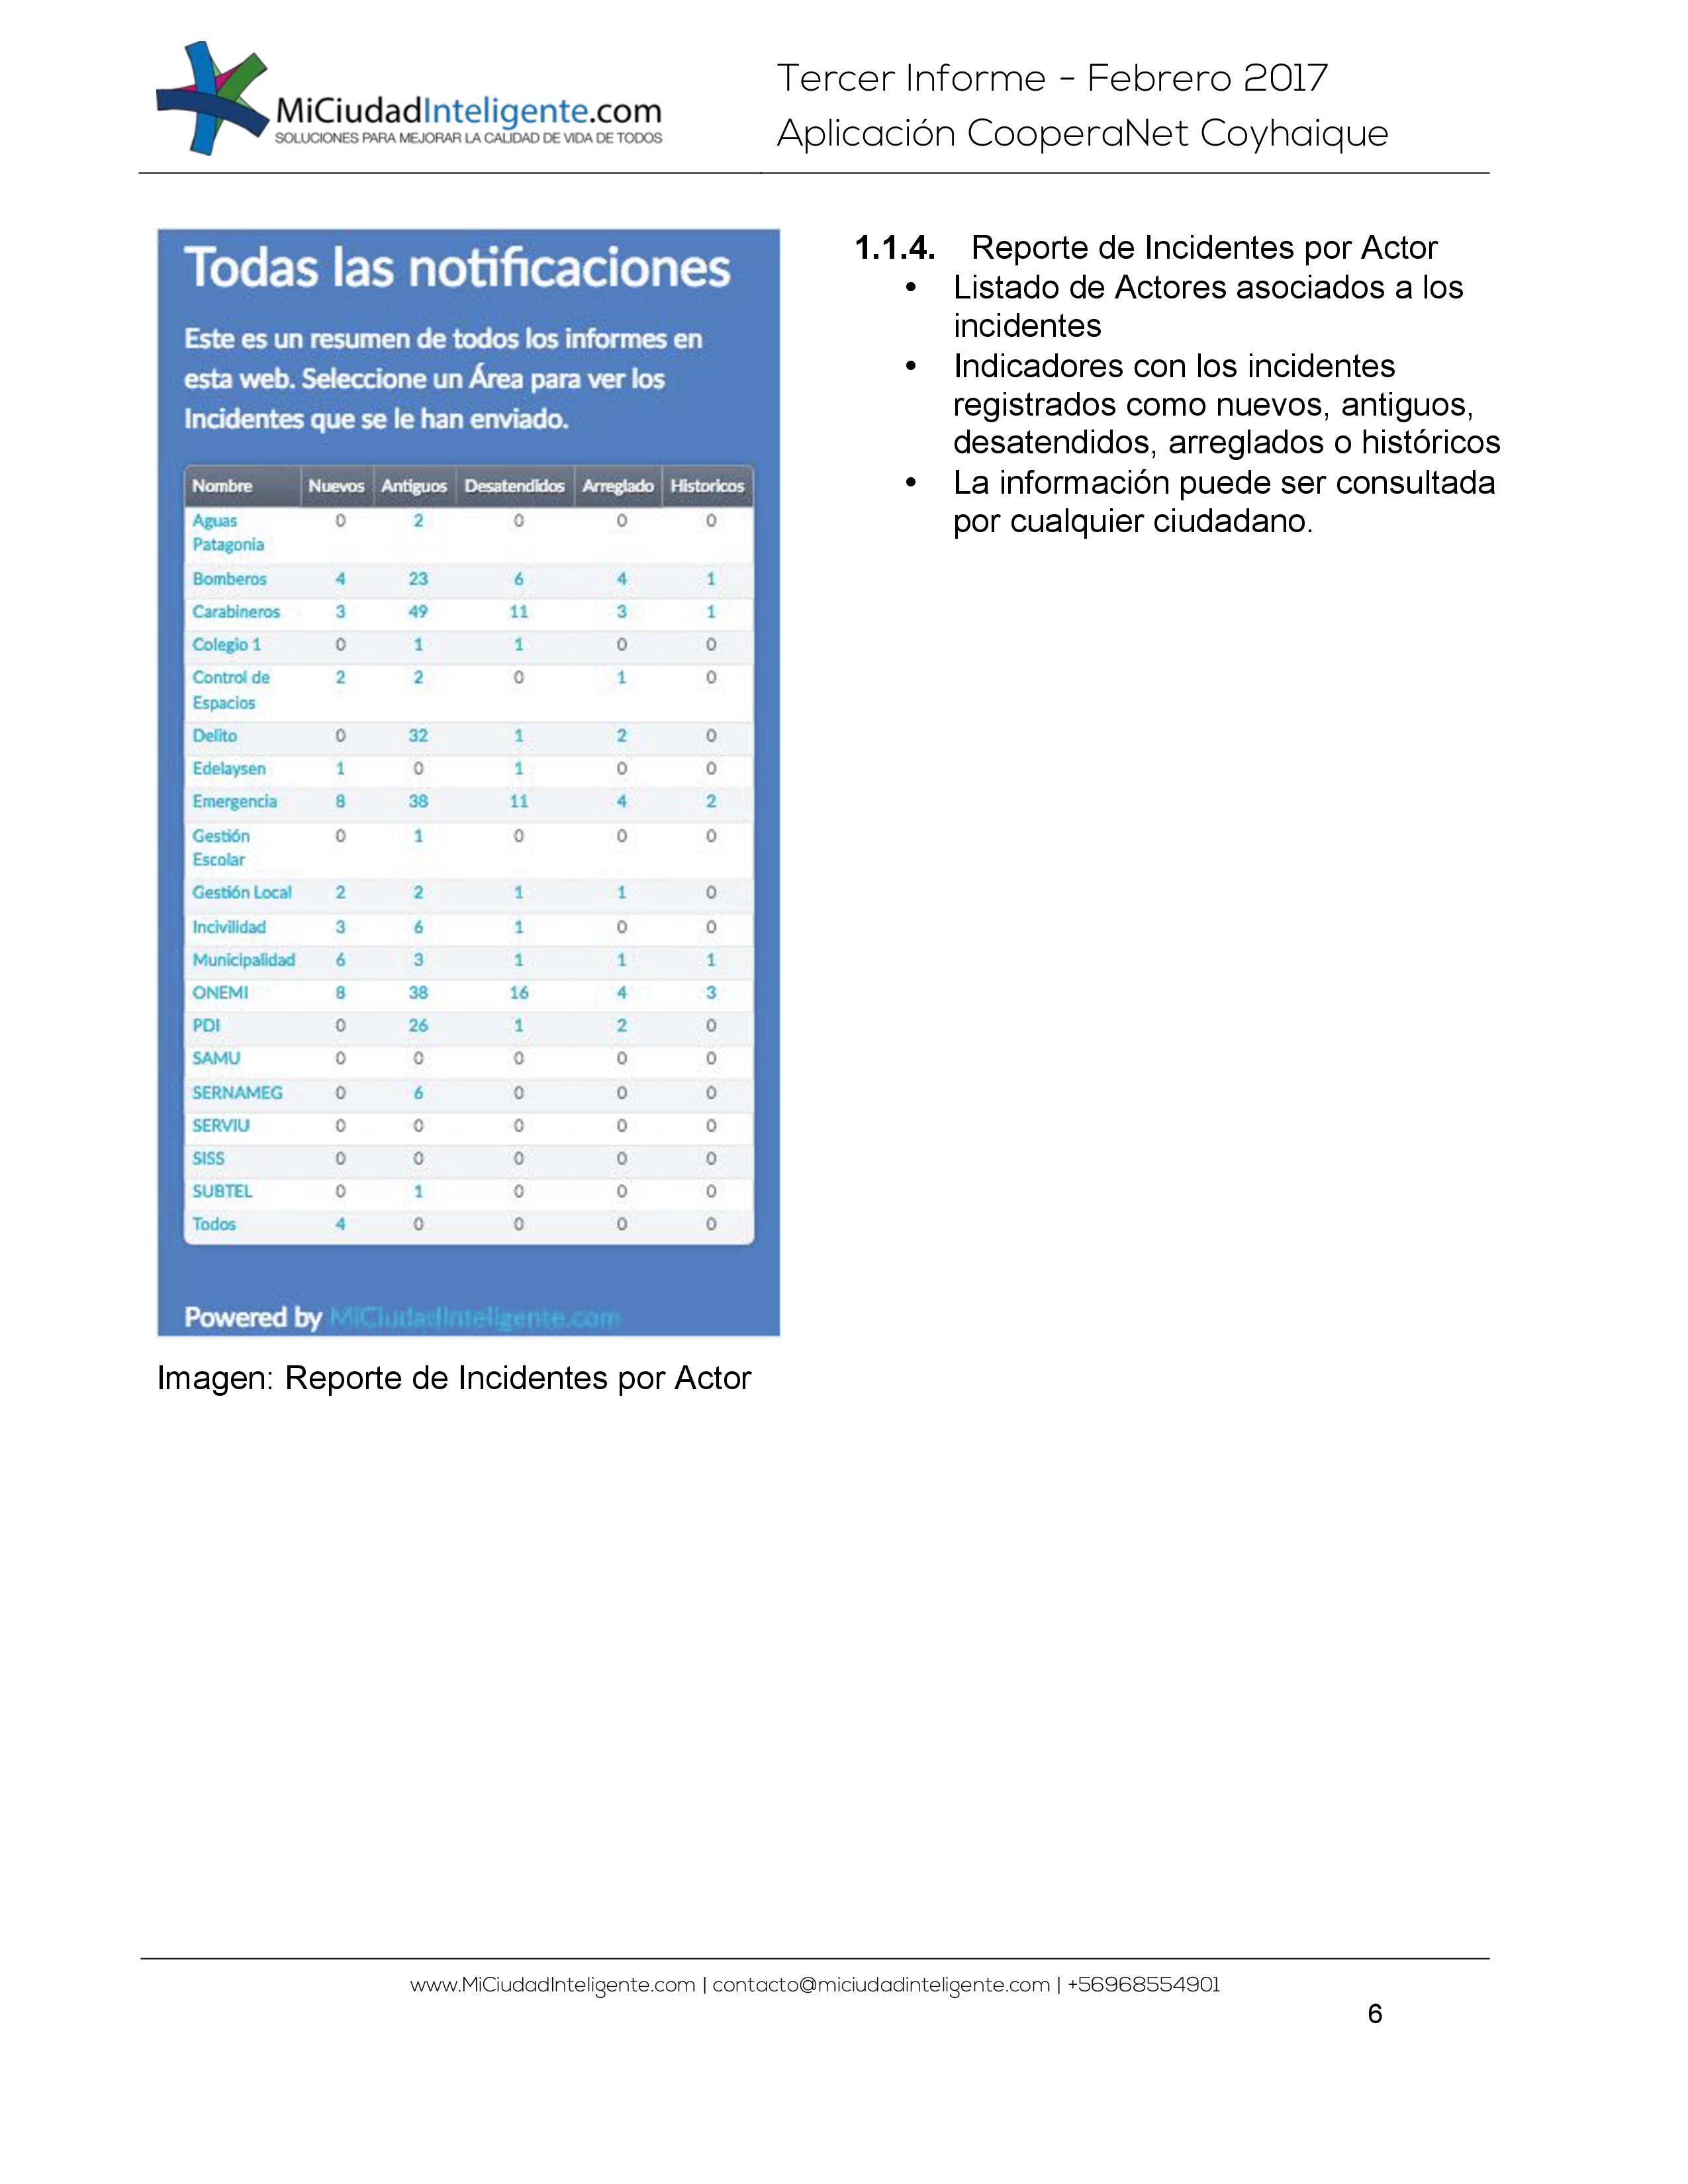 MiCiudadInteligente.com
SOLUCIONES PARA MEJORAR LA CALIDAD DE VIDA DE TODOS
Tercer Informe - Febrero 2017
Aplicación CooperaNet Coyhaique
Todas las notificaciones
Este es un resumen de todos los informes en
esta web. Seleccione un Área para ver los
Incidentes que se le han enviado.
Nombre Nuevos Antiguos Desatendidos Arreglado Historicos
Aguas 0 2 0 0 0
Patagonia
Bomberos 4 23 6 4 1
Carabineros 3 49 11 3 1
Colegio 1 0 1 1 0 0
Control de 2 2 0 1 0
Espacios
Delito 0 32 1 2 0
Edelaysen 1 0 1 0 0
Emergencia 8 38 11 4 2
Gestión 0 1 0 0 0
Escolar
Gestión Local 2 2 1 1 0
Incivilidad 3 6 1 0 0
Municipalidad 6 3 1 1 1
ONEMI 8 38 16 4 3
PDI 0 26 1 2 0
SAMU 0 0 0 0 0
SERNAMEG 0 6 0 0 0
SERVIU 0 0 0 0 0
SISS 0 0 0 0 0
SUBTEL 0 1 0 0 0
Todos 4 0 0 0 0
Powered by MiCiudadInteligente.com
Imagen: Reporte de Incidentes por Actor
1.1.4. Reporte de Incidentes por Actor
• Listado de Actores asociados a los
incidentes
• Indicadores con los incidentes
registrados como nuevos, antiguos,
desatendidos, arreglados o históricos
• La información puede ser consultada
por cualquier ciudadano.
www.MiCiudadInteligente.com | contacto@miciudadinteligente.com | +56968554901
6